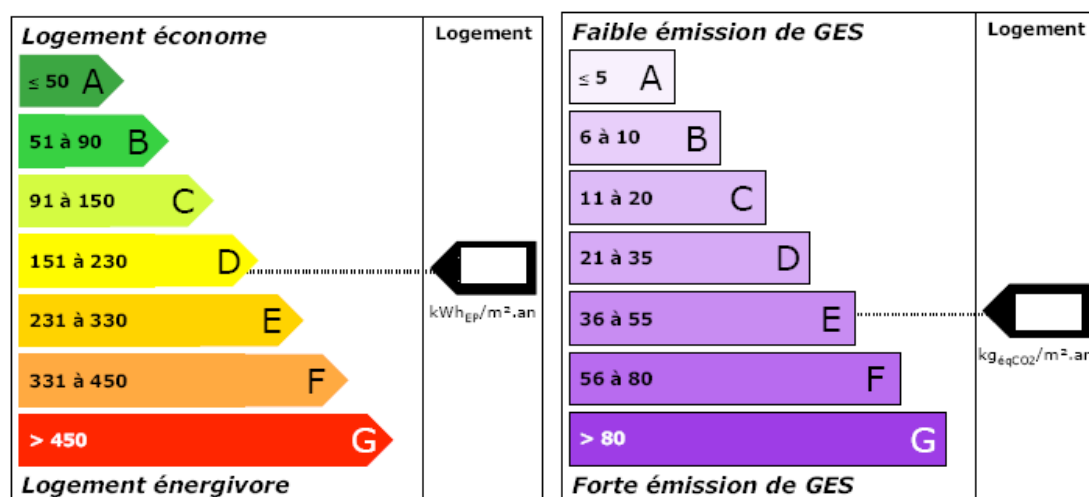 Logement économe
Logement
≤ 50 A
51 à 90 B
91 à 150 C
151 à 230 D
kWhEP/m².an
231 à 330 E
331 à 450 F
> 450 G
Logement énergivore
Faible émission de GES
Logement
≤ 5 A
6 à 10 B
11 à 20 C
21 à 35 D
36 à 55 E
kgéqCO2/m².an
56 à 80 F
> 80 G
Forte émission de GES